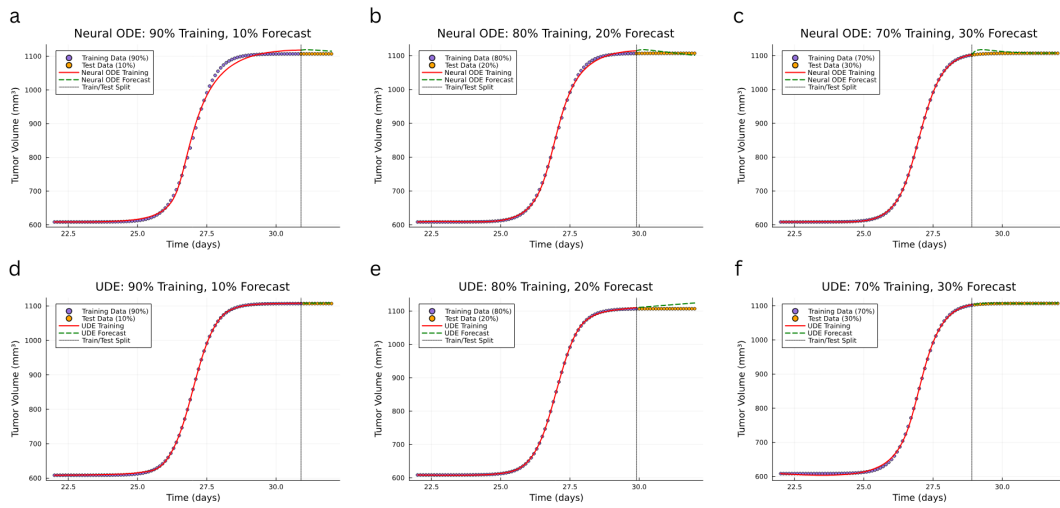 a
Neural ODE: 90% Training, 10% Forecast
Training Data (90%)
Test Data (10%)
Neural ODE Training
Neural ODE Forecast
Train/Test Split
Tumor Volume (mm³)
1100
1000
900
800
700
600
22.5
25.0
27.5
30.0
Time (days)
b
Neural ODE: 80% Training, 20% Forecast
Training Data (80%)
Test Data (20%)
Neural ODE Training
Neural ODE Forecast
Train/Test Split
Tumor Volume (mm³)
1100
1000
900
800
700
600
22.5
25.0
27.5
30.0
Time (days)
c
Neural ODE: 70% Training, 30% Forecast
Training Data (70%)
Test Data (30%)
Neural ODE Training
Neural ODE Forecast
Train/Test Split
Tumor Volume (mm³)
1100
1000
900
800
700
600
22.5
25.0
27.5
30.0
Time (days)
d
UDE: 90% Training, 10% Forecast
Training Data (90%)
Test Data (10%)
UDE Training
UDE Forecast
Train/Test Split
Tumor Volume (mm³)
1100
1000
900
800
700
600
22.5
25.0
27.5
30.0
Time (days)
e
UDE: 80% Training, 20% Forecast
Training Data (80%)
Test Data (20%)
UDE Training
UDE Forecast
Train/Test Split
Tumor Volume (mm³)
1100
1000
900
800
700
600
22.5
25.0
27.5
30.0
Time (days)
f
UDE: 70% Training, 30% Forecast
Training Data (70%)
Test Data (30%)
UDE Training
UDE Forecast
Train/Test Split
Tumor Volume (mm³)
1100
1000
900
800
700
600
22.5
25.0
27.5
30.0
Time (days)